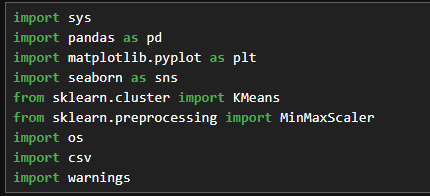 import sys
import pandas as pd
import matplotlib.pyplot as plt
import seaborn as sns
from sklearn.cluster import KMeans
from sklearn.preprocessing import MinMaxScaler
import os
import csv
import warnings